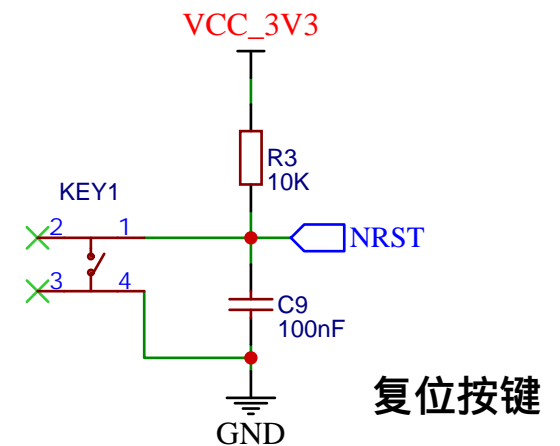 VCC_3V3
R3
10K
KEY1
2 1
NRST
3 4
C9
100nF
复位按键
GND